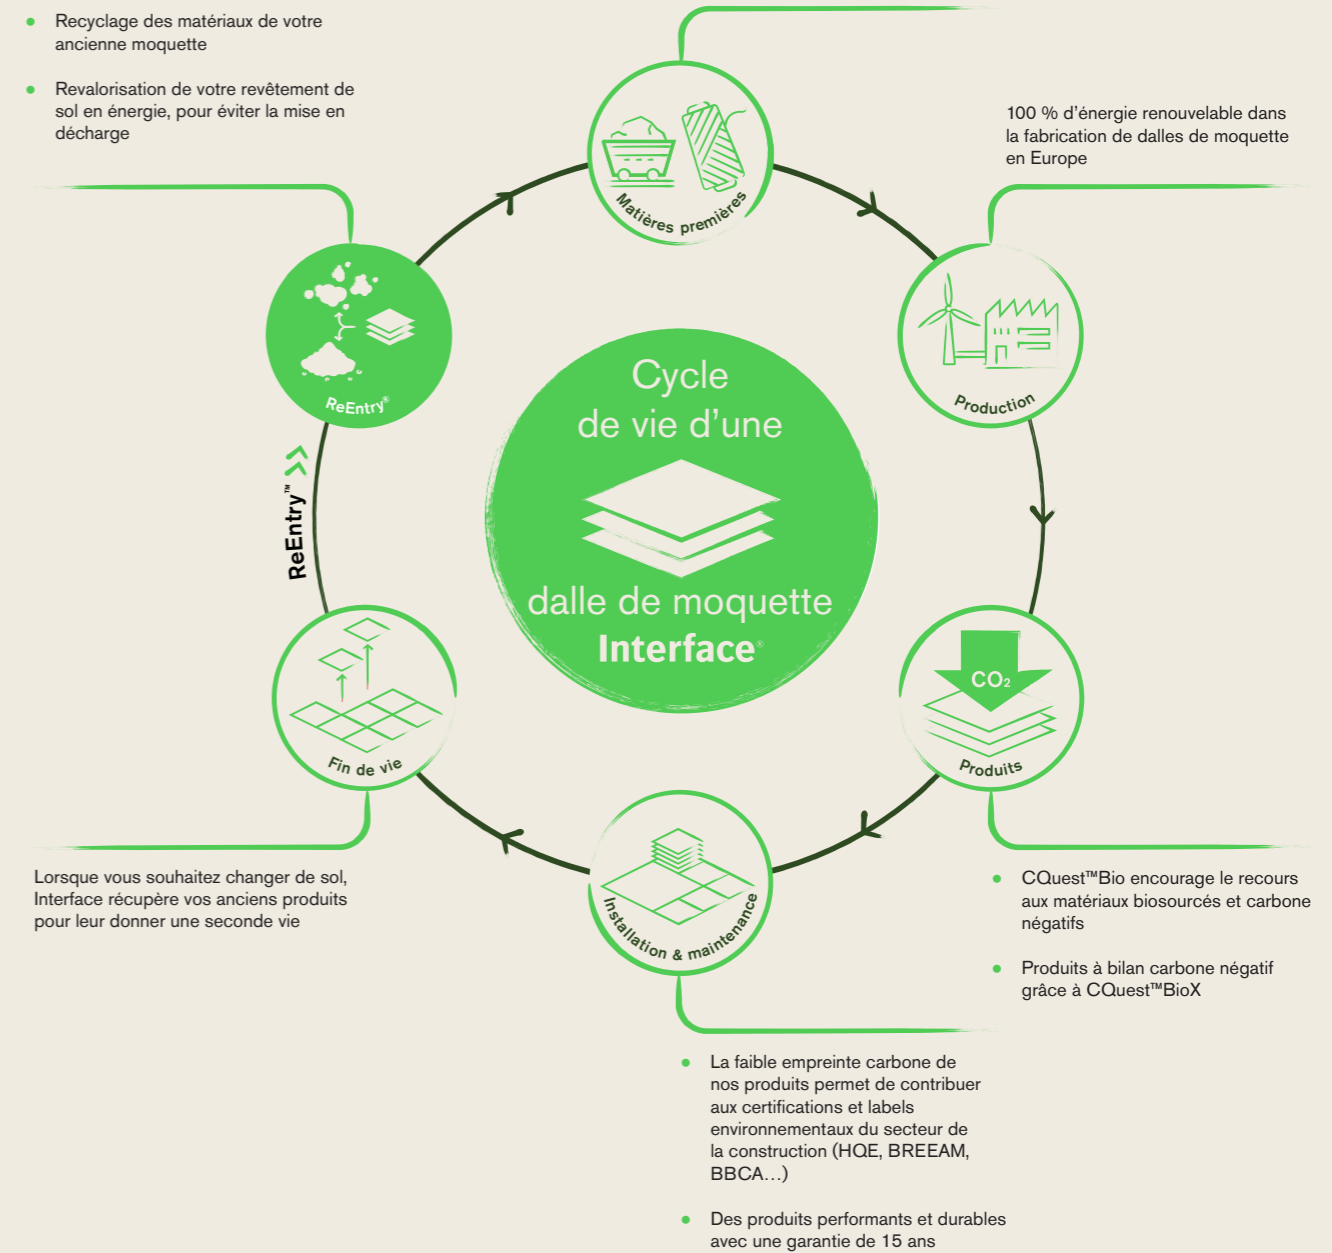 Recyclage des matériaux de votre
ancienne moquette
Revalorisation de votre revêtement de
sol en énergie, pour éviter la mise en
décharge
100 % d’énergie renouvelable dans
la fabrication de dalles de moquette
en Europe
Matières premières
Production
ReEntry®
ReEntry™
Cycle
de vie d’une
dalle de moquette
Interface®
CO₂
Produits
Fin de vie
Installation & maintenance
Lorsque vous souhaitez changer de sol,
Interface récupère vos anciens produits
pour leur donner une seconde vie
CQuest™Bio encourage le recours
aux matériaux biosourcés et carbone
négatifs
Produits à bilan carbone négatif
grâce à CQuest™BioX
La faible empreinte carbone de
nos produits permet de contribuer
aux certifications et labels
environnementaux du secteur de
la construction (HQE, BREEAM,
BBCA…)
Des produits performants et durables
avec une garantie de 15 ans